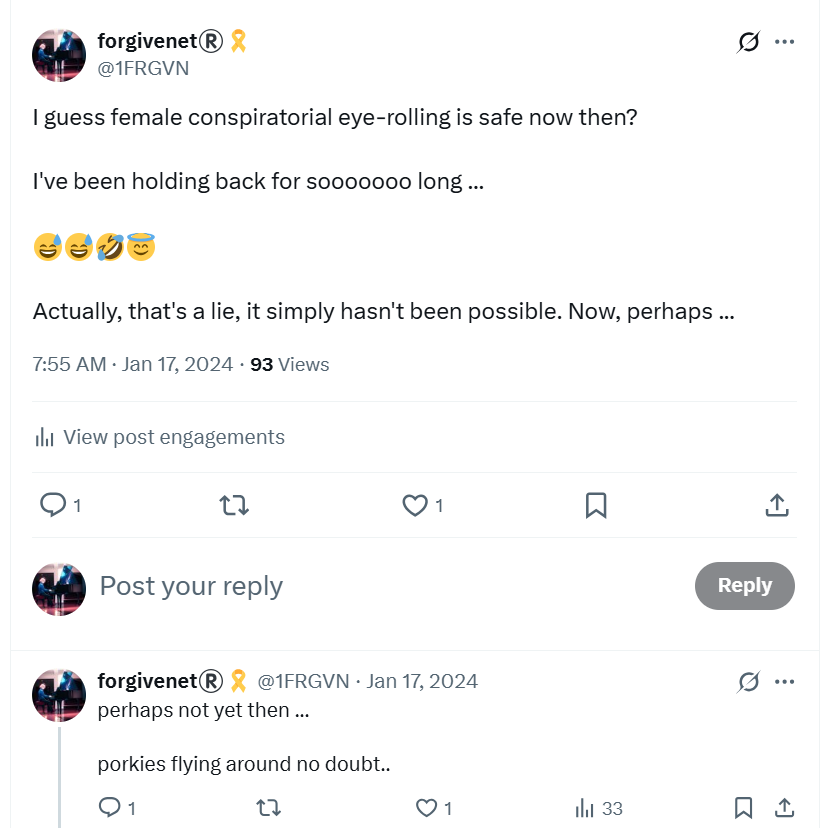 forgivenet®🎗
@1FRGVN
I guess female conspiratorial eye-rolling is safe now then?
I've been holding back for sooooooo long ...
😅😅🤣😇
Actually, that's a lie, it simply hasn't been possible. Now, perhaps ...
7:55 AM · Jan 17, 2024 · 93 Views
View post engagements
1 1
Post your reply
Reply
forgivenet®🎗 @1FRGVN · Jan 17, 2024
perhaps not yet then ...
porkies flying around no doubt..
1 1 33